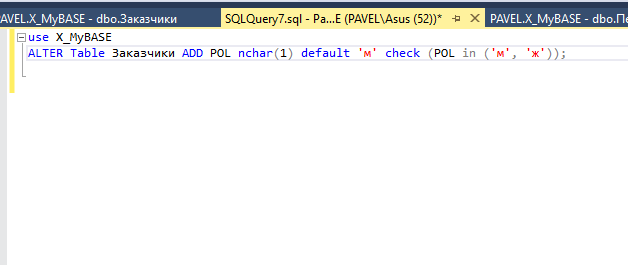 PAVEL.X_MyBASE - dbo.Заказчики
SQLQuery7.sql - Pa...E (PAVEL\Asus (52))*
PAVEL.X_MyBASE - dbo.Пе
use X_MyBASE
ALTER Table Заказчики ADD POL nchar(1) default 'м' check (POL in ('м', 'ж'));